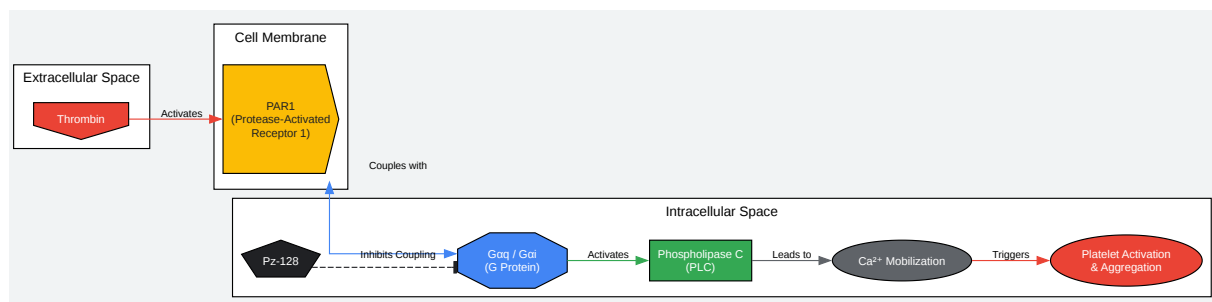 Cell Membrane
Extracellular Space
Thrombin
Activates
PAR1
(Protease-Activated
Receptor 1)
Couples with
Intracellular Space
Pz-128
Inhibits Coupling
Gαq / Gαi
(G Protein)
Activates
Phospholipase C
(PLC)
Leads to
Ca²⁺ Mobilization
Triggers
Platelet Activation
& Aggregation